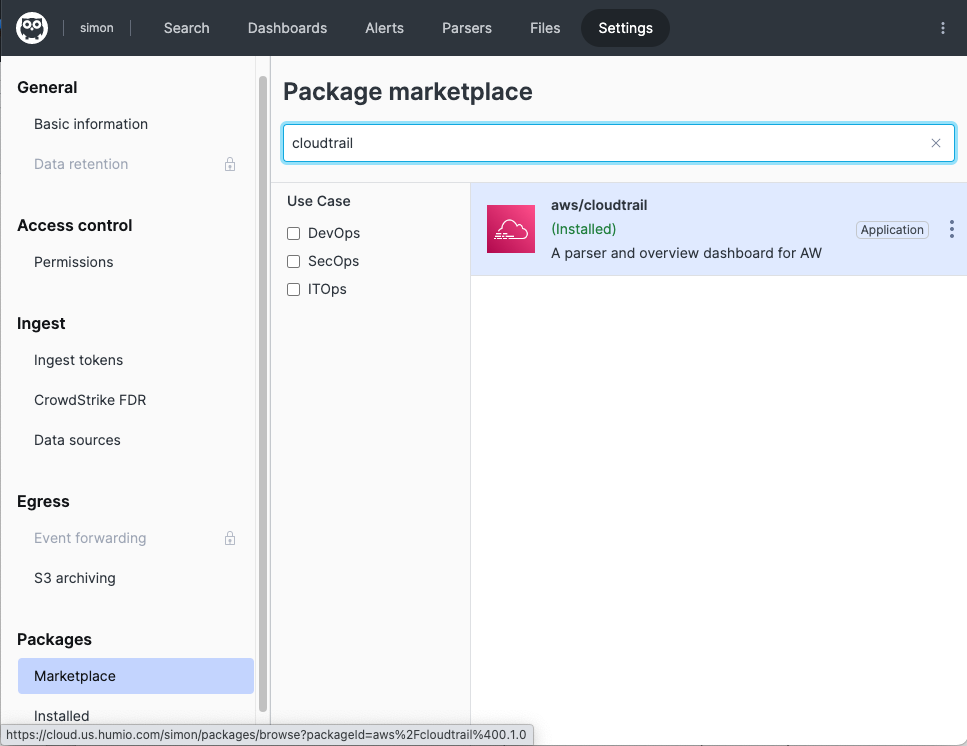 simon
Search
Dashboards
Alerts
Parsers
Files
Settings
General
Basic information
Data retention
Access control
Permissions
Ingest
Ingest tokens
CrowdStrike FDR
Data sources
Egress
Event forwarding
S3 archiving
Packages
Marketplace
Installed
Package marketplace
cloudtrail
Use Case
DevOps
SecOps
ITOps
aws/cloudtrail
(Installed)
A parser and overview dashboard for AW
Application
https://cloud.us.humio.com/simon/packages/browse?packageId=aws%2Fcloudtrail%400.1.0